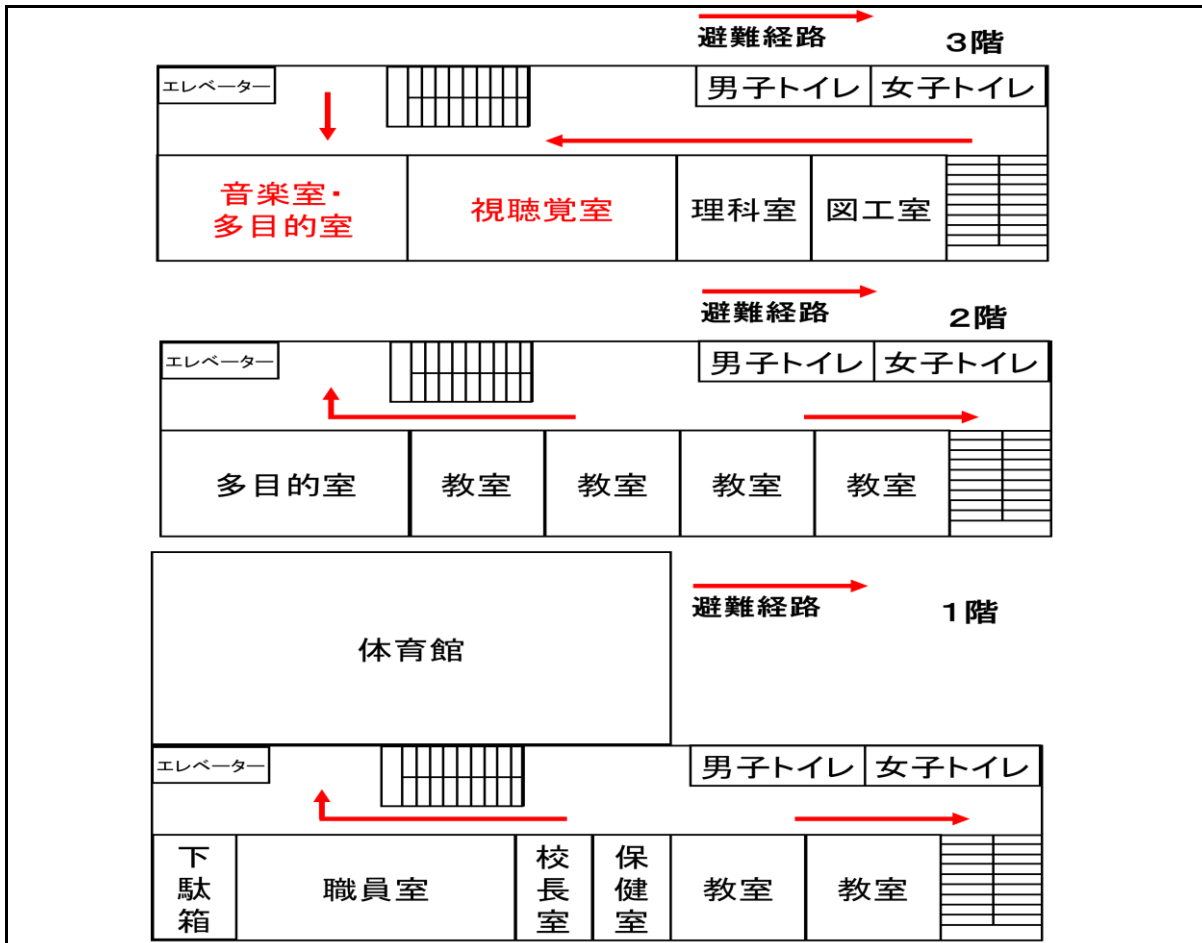 避難経路
3階
エレベーター
男子トイレ
女子トイレ
音楽室・
多目的室
視聴覚室
理科室
図工室
避難経路
2階
エレベーター
男子トイレ
女子トイレ
多目的室
教室
教室
教室
教室
体育館
避難経路
1階
エレベーター
男子トイレ
女子トイレ
下駄箱
職員室
校長室
保健室
教室
教室